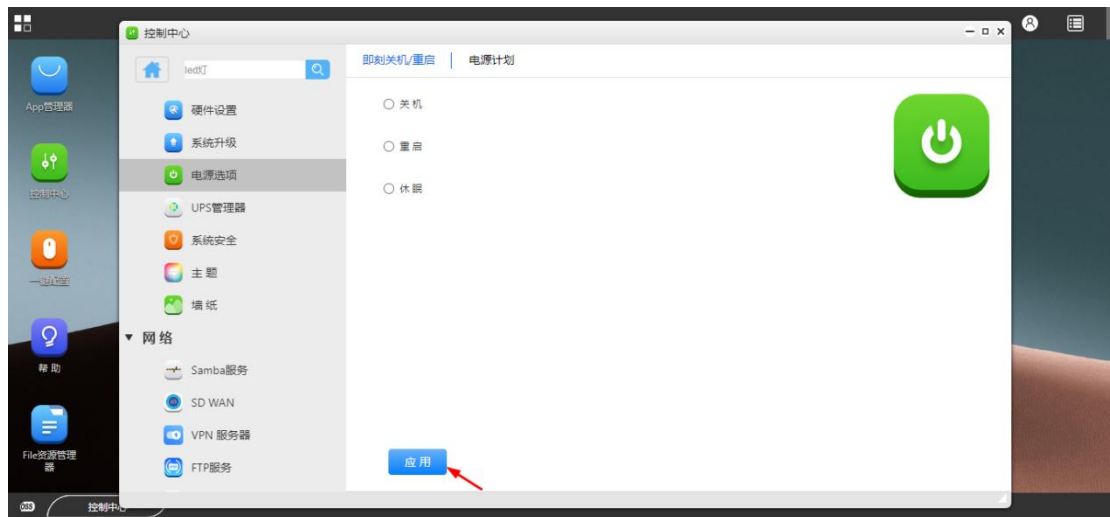 控制中心
led灯
即刻关机/重启
电源计划
硬件设置
系统升级
电源选项
UPS管理器
系统安全
主题
墙纸
网络
Samba服务
SD WAN
VPN 服务器
FTP服务
关机
重启
休眠
应用
App管理器
控制中心
一键配置
帮助
File资源管理
器
控制中心